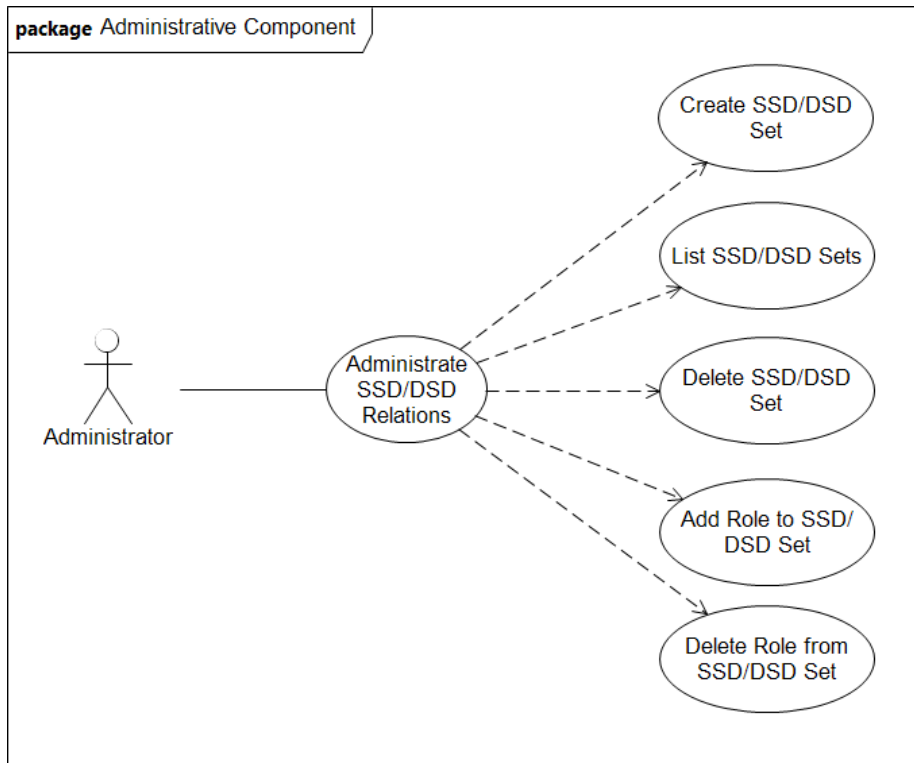 package Administrative Component
Create SSD/DSD
Set
List SSD/DSD Sets
Administrate
SSD/DSD
Relations
Delete SSD/DSD
Set
Administrator
Add Role to SSD/
DSD Set
Delete Role from
SSD/DSD Set